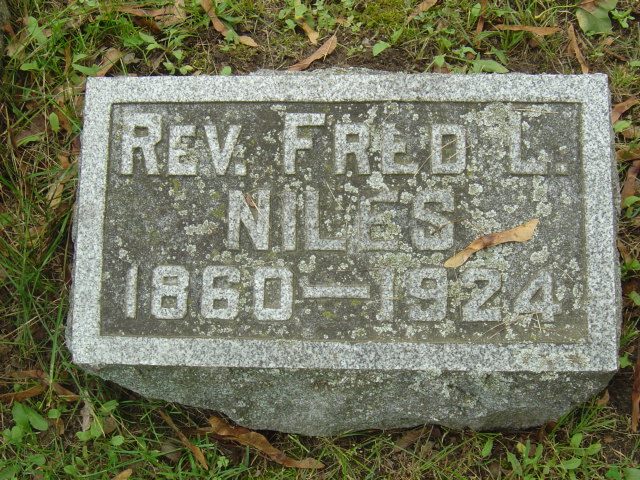 REV. FRED L.
NILES
1860—1924